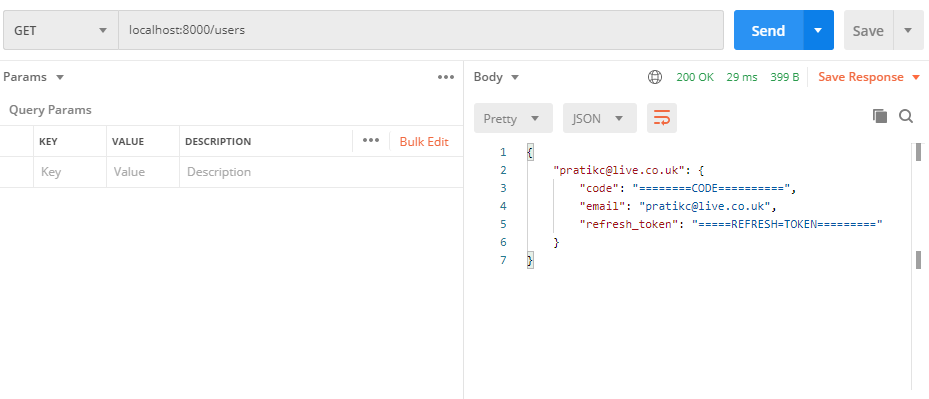 GET localhost:8000/users Send Save
Params
Query Params
KEY VALUE DESCRIPTION Bulk Edit
Key Value Description
Body 200 OK 29 ms 399 B Save Response
Pretty JSON
1 {
2 "pratikc@live.co.uk": {
3 "code": "========CODE==========",
4 "email": "pratikc@live.co.uk",
5 "refresh_token": "=====REFRESH=TOKEN========="
6 }
7 }